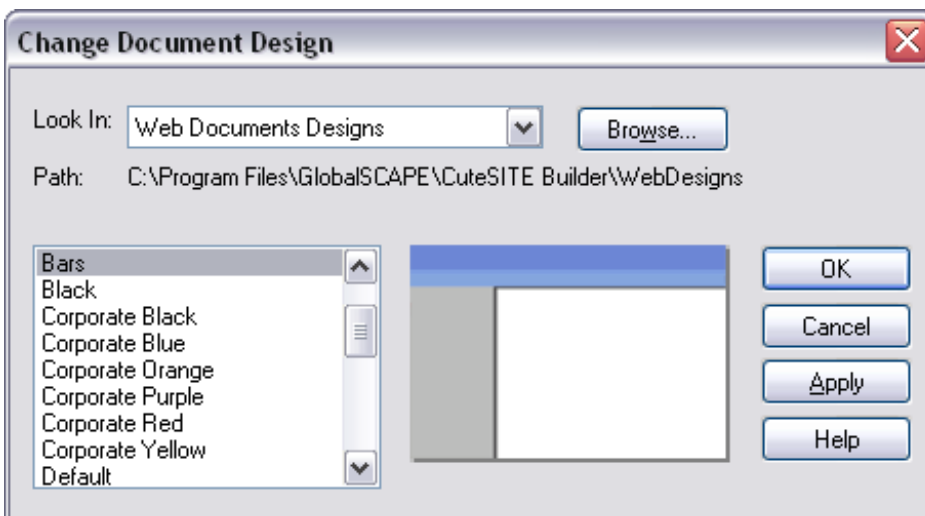 Change Document Design
Look In: Web Documents Designs Browse...
Path: C:\Program Files\GlobalSCAPE\CuteSITE Builder\WebDesigns
Bars
Black
Corporate Black
Corporate Blue
Corporate Orange
Corporate Purple
Corporate Red
Corporate Yellow
Default
OK
Cancel
Apply
Help